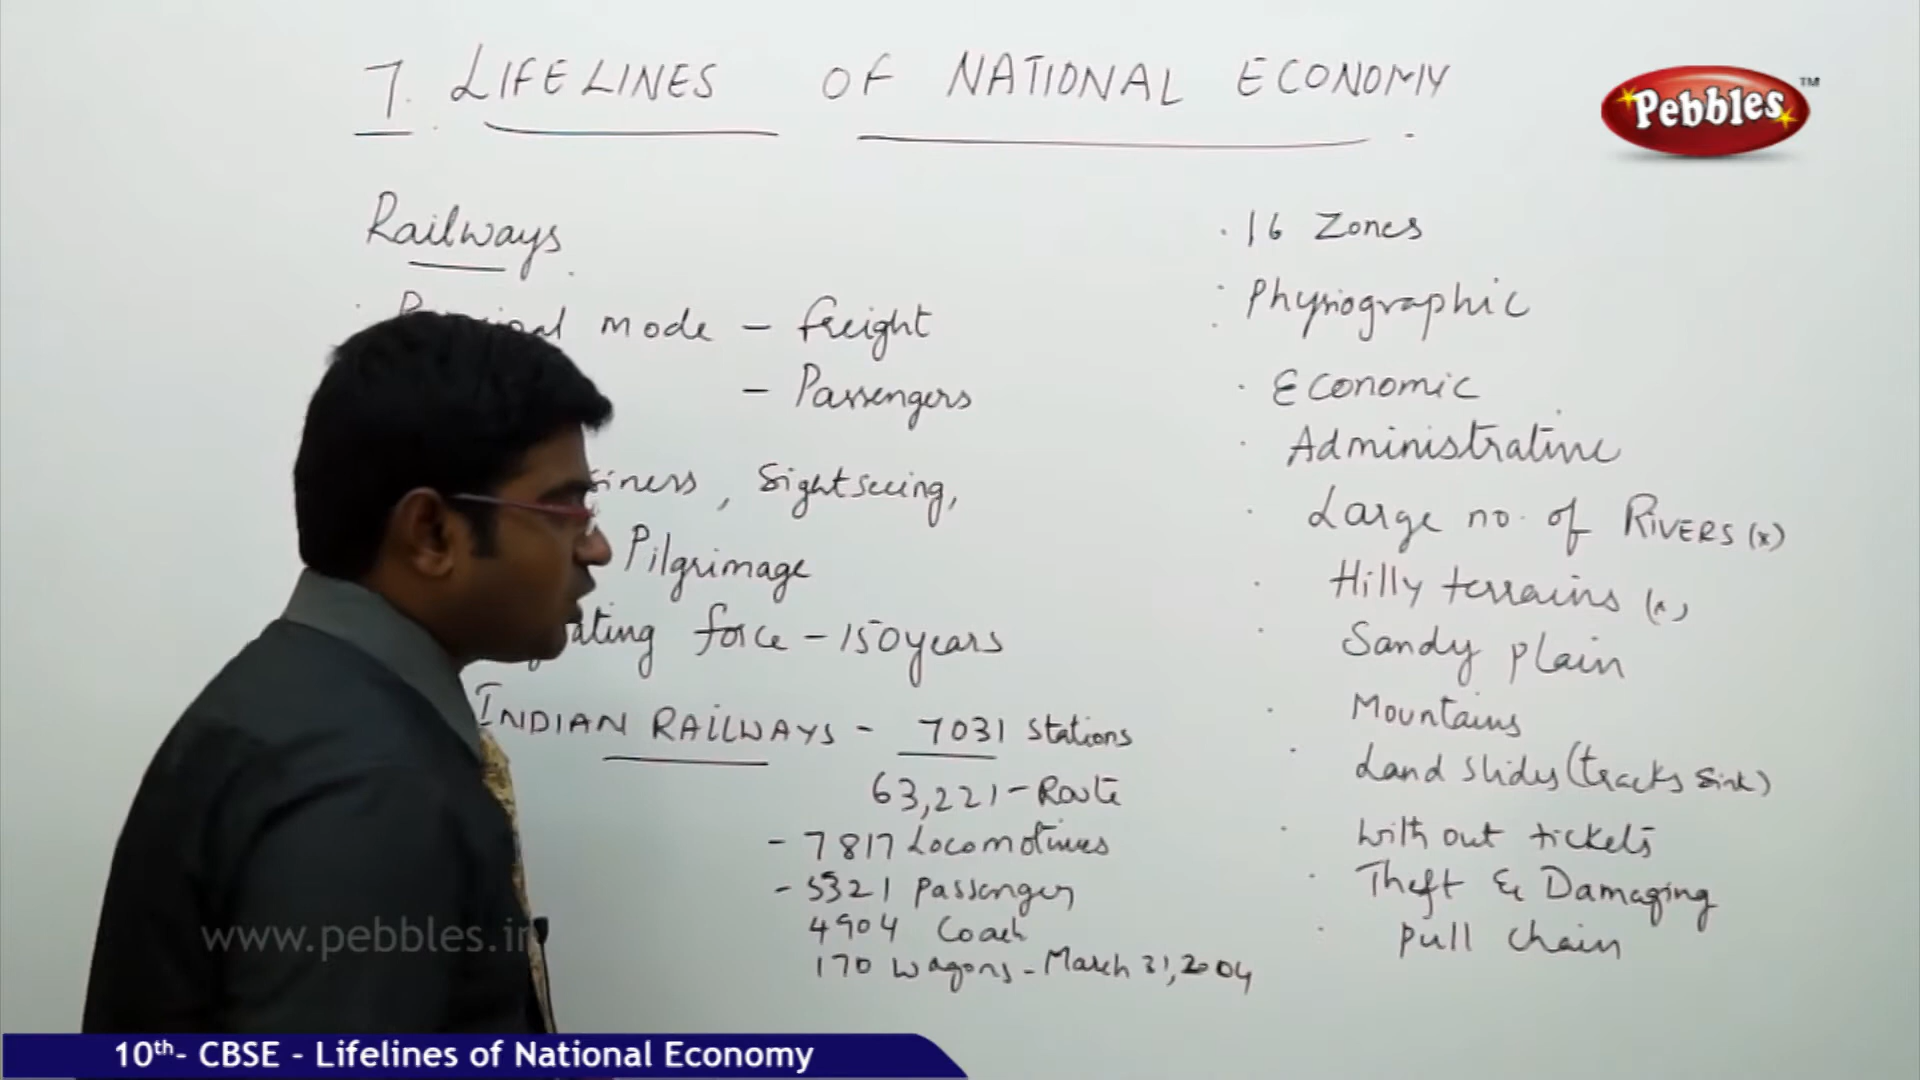 7. LIFELINES OF NATIONAL ECONOMY
Pebbles™
Railways
mode - freight
- Passengers
Sightseeing,
Pilgrimage
force - 150 years
INDIAN RAILWAYS - 7031 Stations
63,221 - Route
- 7817 Locomotives
- 5321 Passenger
4904 Coach
170 wagons - March 31, 2004
· 16 Zones
· Physiographic
· Economic
· Administrative
· Large no. of RIVERS (x)
· Hilly terrains (x)
· Sandy plain
· Mountains
· Land slides (tracks sink)
· With out tickets
· Theft & Damaging
· Pull chain
www.pebbles.in
10th- CBSE - Lifelines of National Economy